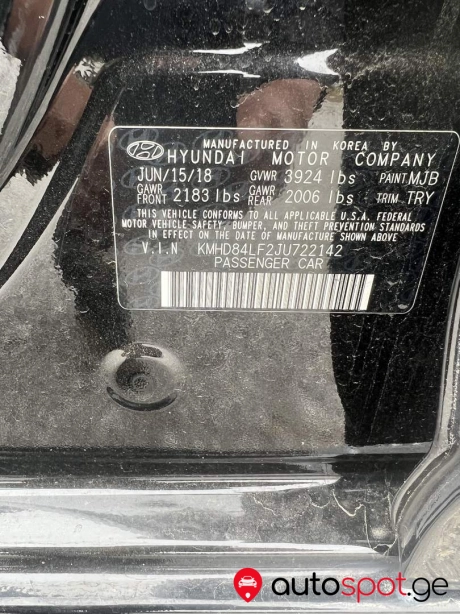 MANUFACTURED IN KOREA BY
HYUNDAI MOTOR COMPANY
JUN/15/18 GVWR 3924 lbs PAINT MJB
GAWR FRONT 2183 lbs GAWR REAR 2006 lbs TRIM TRY
THIS VEHICLE CONFORMS TO ALL APPLICABLE U.S.A. FEDERAL
MOTOR VEHICLE SAFETY, BUMPER, AND THEFT PREVENTION STANDARDS
IN EFFECT ON THE DATE OF MANUFACTURE SHOWN ABOVE.
V.I.N KMHD84LF2JU722142
PASSENGER CAR
autospot.ge